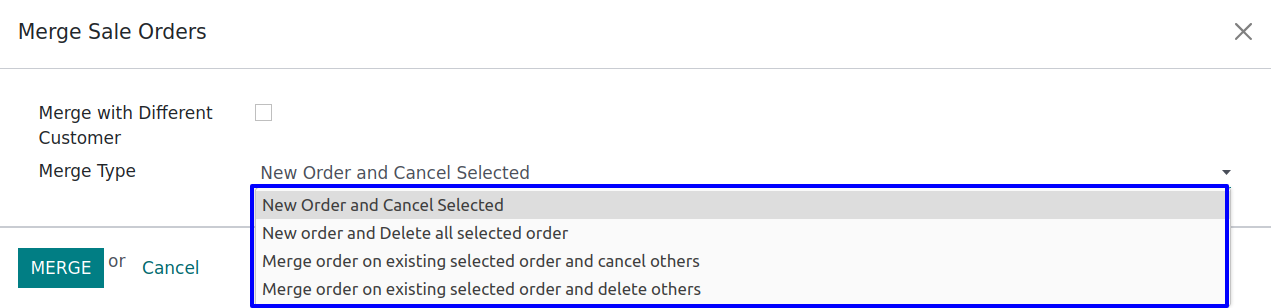 Merge Sale Orders
Merge with Different
Customer
Merge Type
New Order and Cancel Selected
New Order and Cancel Selected
New order and Delete all selected order
Merge order on existing selected order and cancel others
Merge order on existing selected order and delete others
MERGE or Cancel